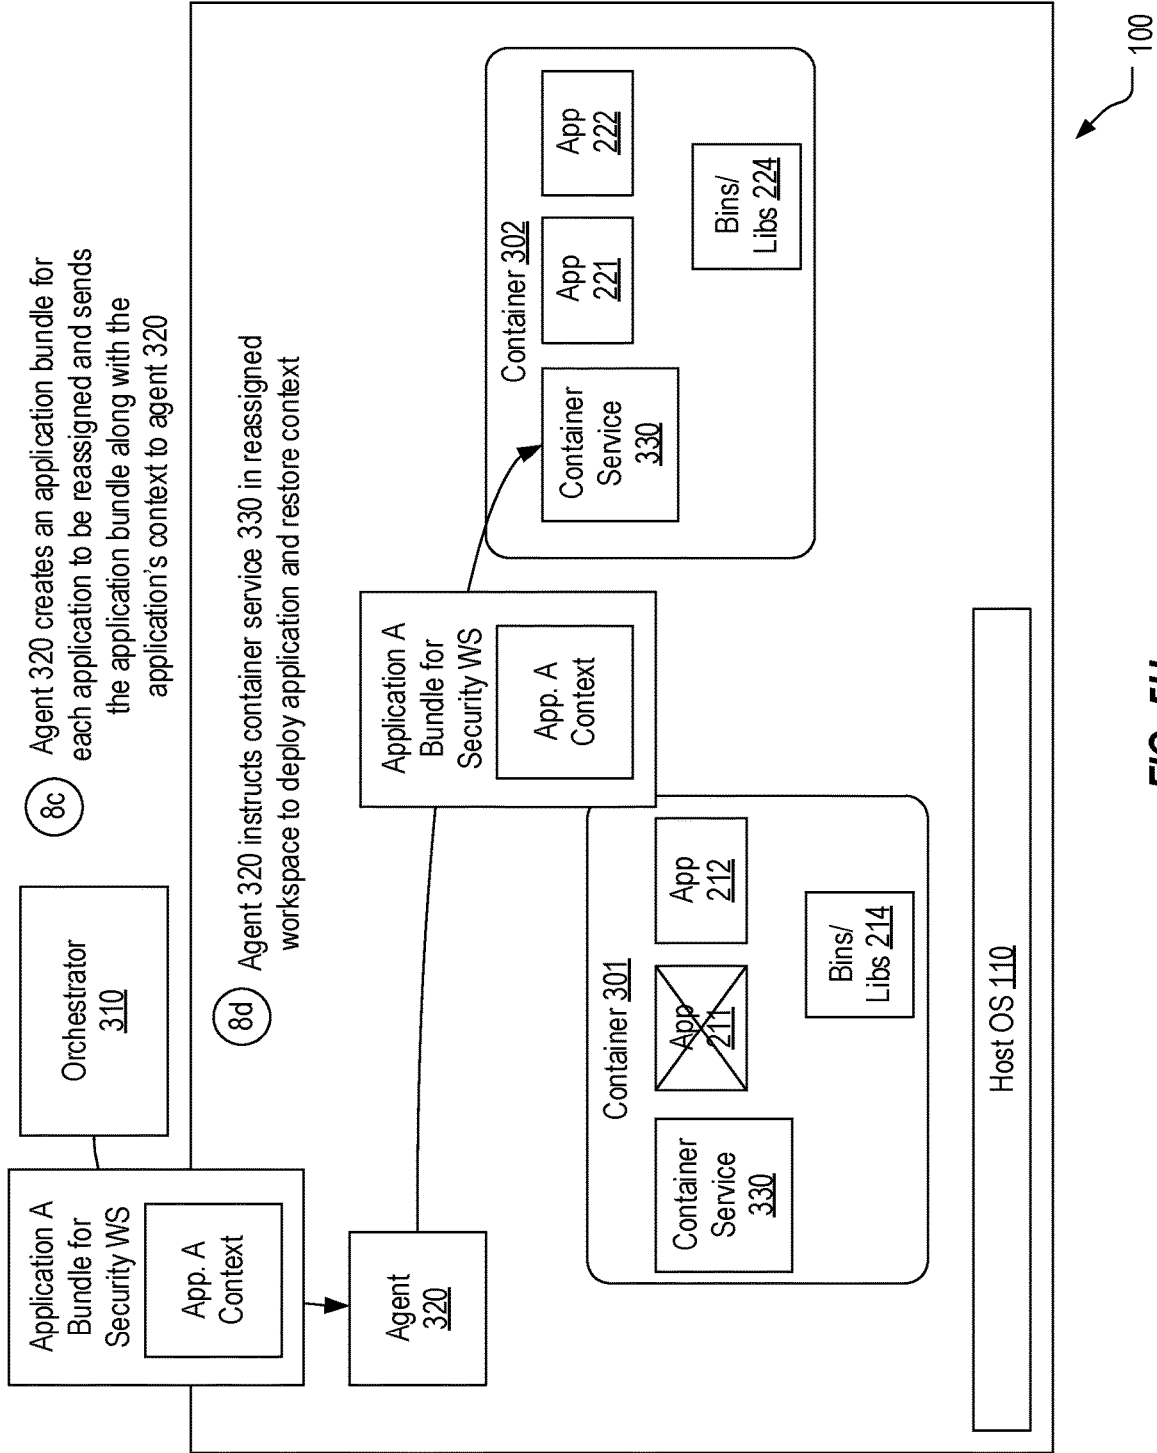 8c
Agent 320 creates an application bundle for
each application to be reassigned and sends
the application bundle along with the
application's context to agent 320
Orchestrator
310
Application A
Bundle for
Security WS
App. A
Context
8d
Agent 320 instructs container service 330 in reassigned
workspace to deploy application and restore context
Agent
320
Application A
Bundle for
Security WS
App. A
Context
Container 302
Container
Service
330
App
221
App
222
Bins/
Libs 224
Container 301
Container
Service
330
App
211
App
212
Bins/
Libs 214
Host OS 110
100